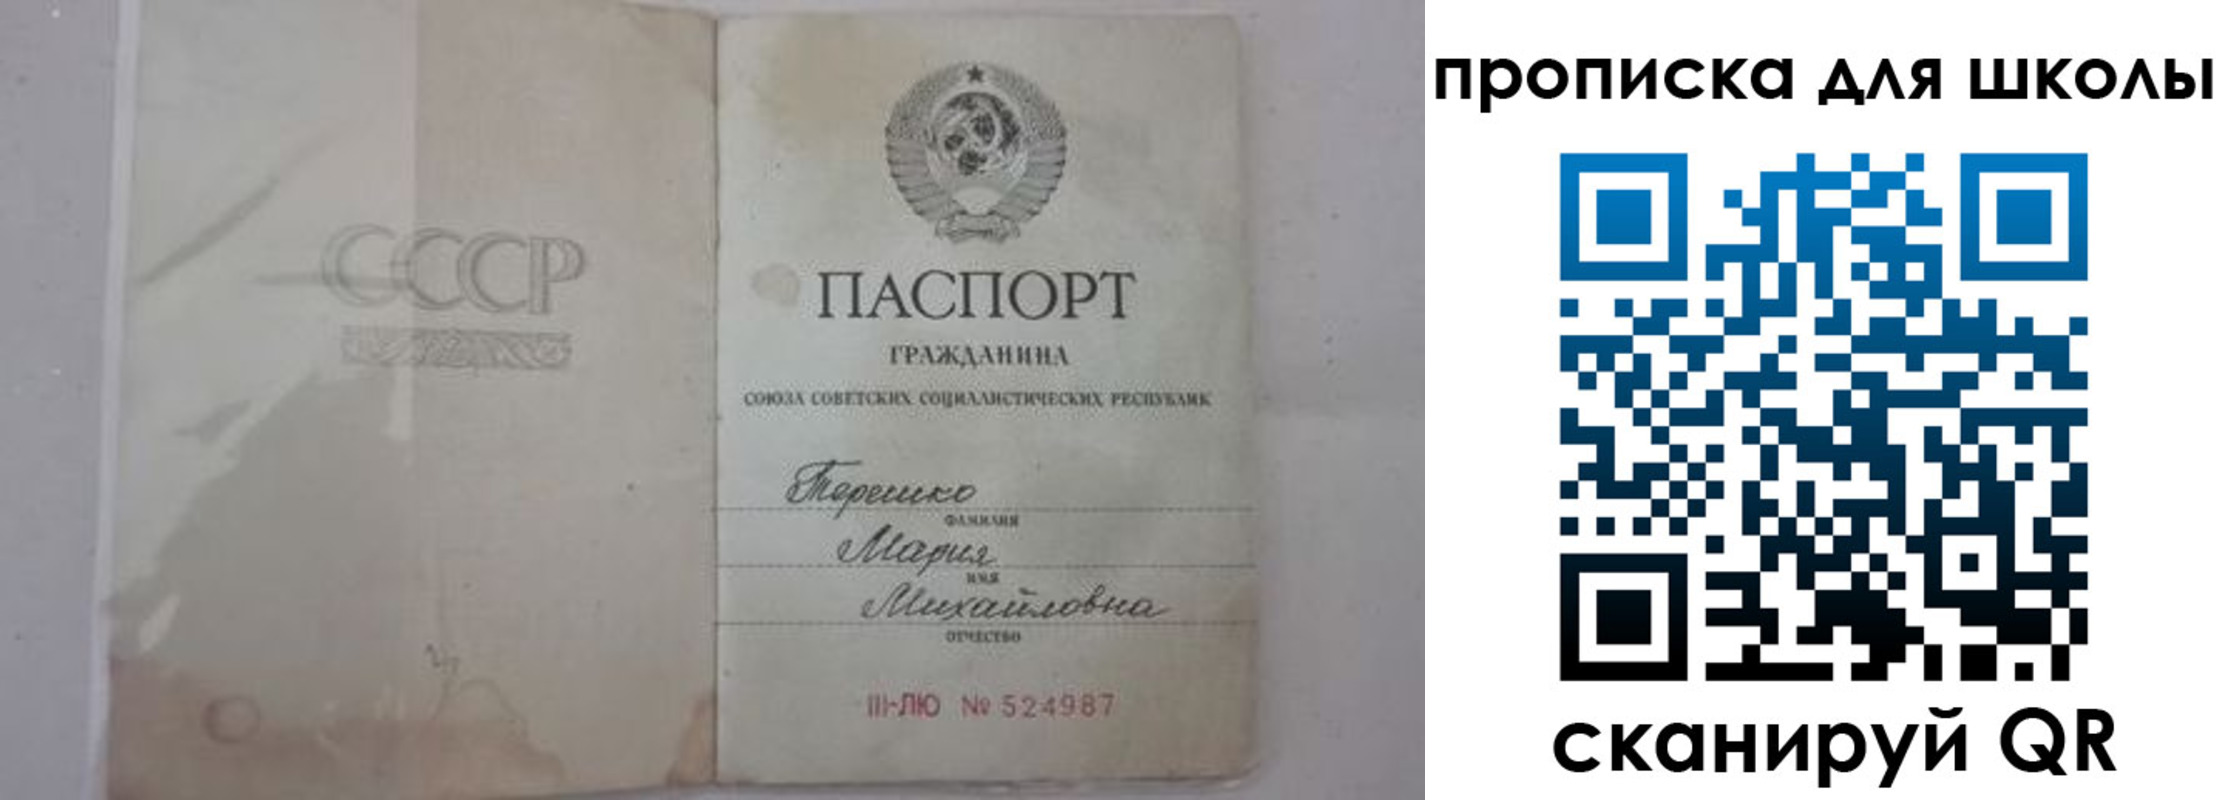 СССР
ПАСПОРТ
ГРАЖДАНИНА
СОЮЗА СОВЕТСКИХ СОЦИАЛИСТИЧЕСКИХ РЕСПУБЛИК
Терешко
ФАМИЛИЯ
Мария
ИМЯ
Михайловна
ОТЧЕСТВО
III-ЛЮ № 524987
прописка для школы
сканируй QR